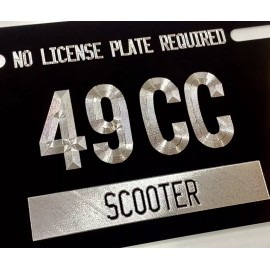 NO LICENSE PLATE REQUIRED
49CC
SCOOTER